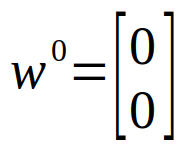 w⁰ = [0
0]